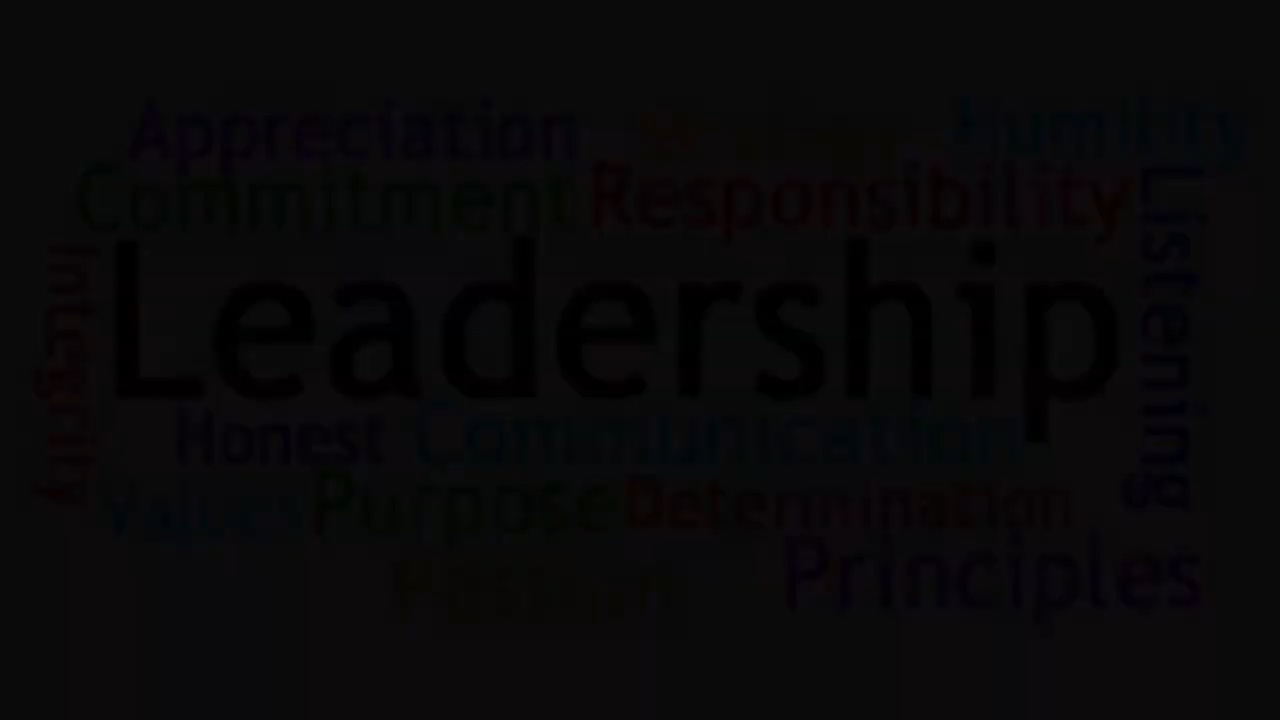 Appreciation Humility
Commitment Responsibility
Listening
Integrity
Leadership
Honest Communication
Values Purpose Determination
Principles